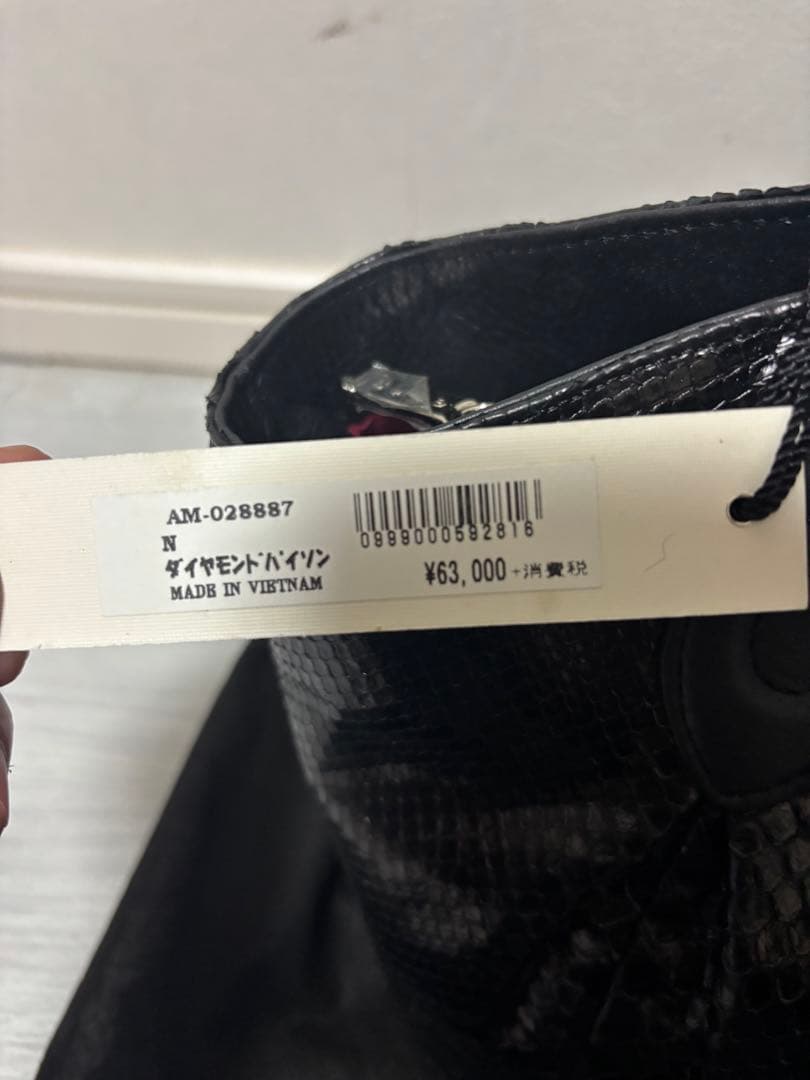 AM-028887
N
ダイヤモンドパイソン
MADE IN VIETNAM
0999000592816
¥63,000+消費税